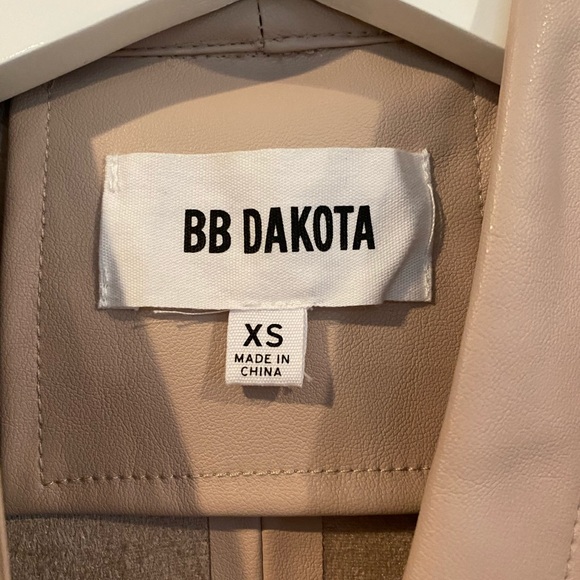 BB DAKOTA
XS
MADE IN
CHINA